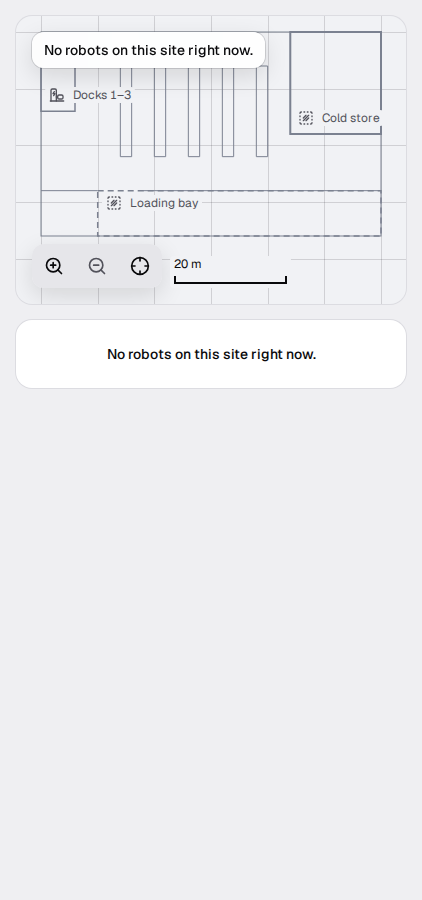 No robots on this site right now.
Docks 1–3
Cold store
Loading bay
20 m
No robots on this site right now.